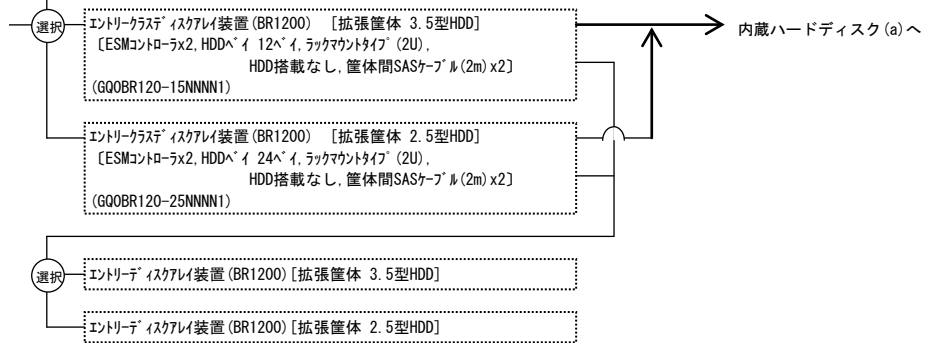 選択
ｴﾝﾄﾘｰｸﾗｽﾃﾞｨｽｸｱﾚｲ装置(BR1200) [拡張筐体 3.5型HDD]
〔ESMｺﾝﾄﾛｰﾗx2,HDDﾍﾞｲ 12ﾍﾞｲ,ﾗｯｸﾏｳﾝﾄﾀｲﾌﾟ(2U),
HDD搭載なし,筐体間SASｹｰﾌﾞﾙ(2m)x2〕
(GQ0BR120-15NNNN1)
内蔵ハードディスク(a)へ
ｴﾝﾄﾘｰｸﾗｽﾃﾞｨｽｸｱﾚｲ装置(BR1200) [拡張筐体 2.5型HDD]
〔ESMｺﾝﾄﾛｰﾗx2,HDDﾍﾞｲ 24ﾍﾞｲ,ﾗｯｸﾏｳﾝﾄﾀｲﾌﾟ(2U),
HDD搭載なし,筐体間SASｹｰﾌﾞﾙ(2m)x2〕
(GQ0BR120-25NNNN1)
選択
ｴﾝﾄﾘｰﾃﾞｨｽｸｱﾚｲ装置(BR1200)[拡張筐体 3.5型HDD]
ｴﾝﾄﾘｰﾃﾞｨｽｸｱﾚｲ装置(BR1200)[拡張筐体 2.5型HDD]